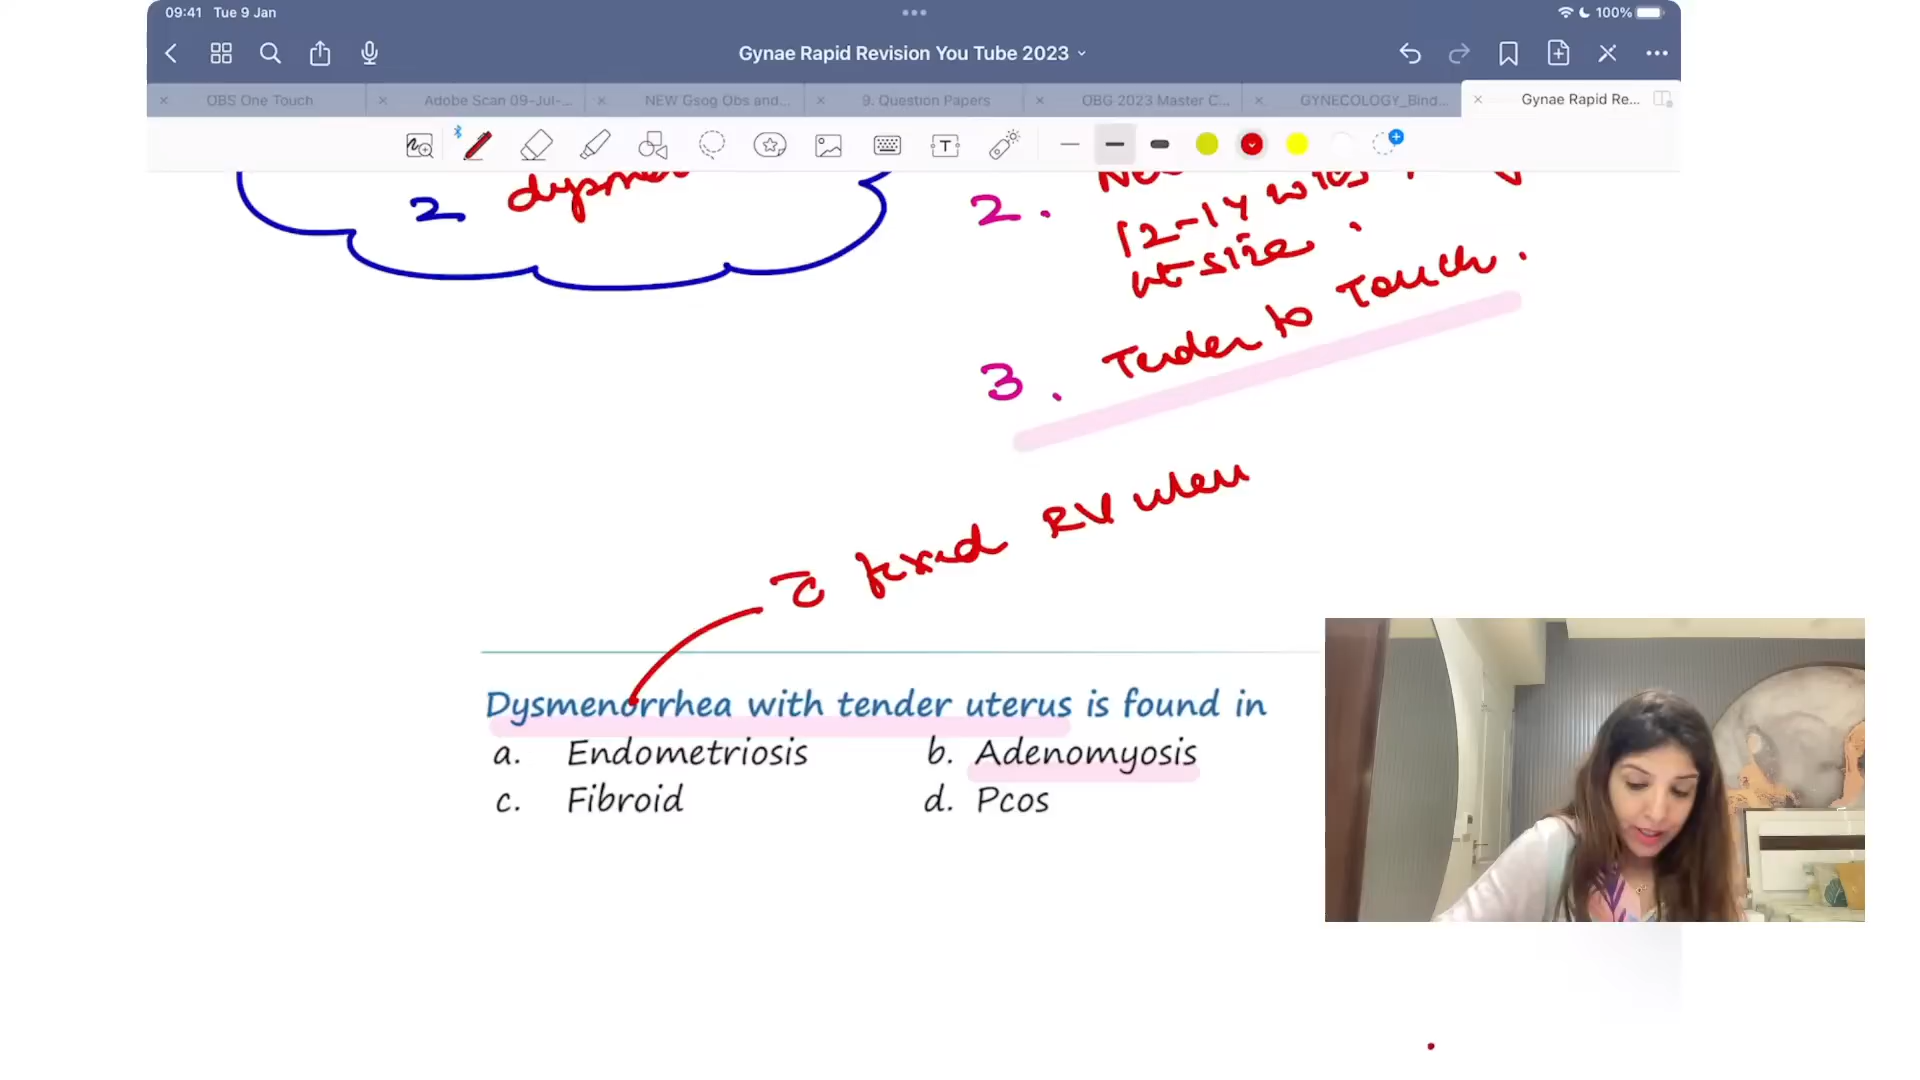 09:41 Tue 9 Jan
100%
Gynae Rapid Revision You Tube 2023
OBS One Touch
Adobe Scan 09-Jul-...
NEW Gsog Obs and...
9. Question Papers
OBG 2023 Master C...
GYNECOLOGY_Bind...
Gynae Rapid Re...
2
2.
12-14 wks
ut size
3. Tender to Touch.
c̄ fixed RV uterus
Dysmenorrhea with tender uterus is found in
a. Endometriosis b. Adenomyosis
c. Fibroid d. Pcos